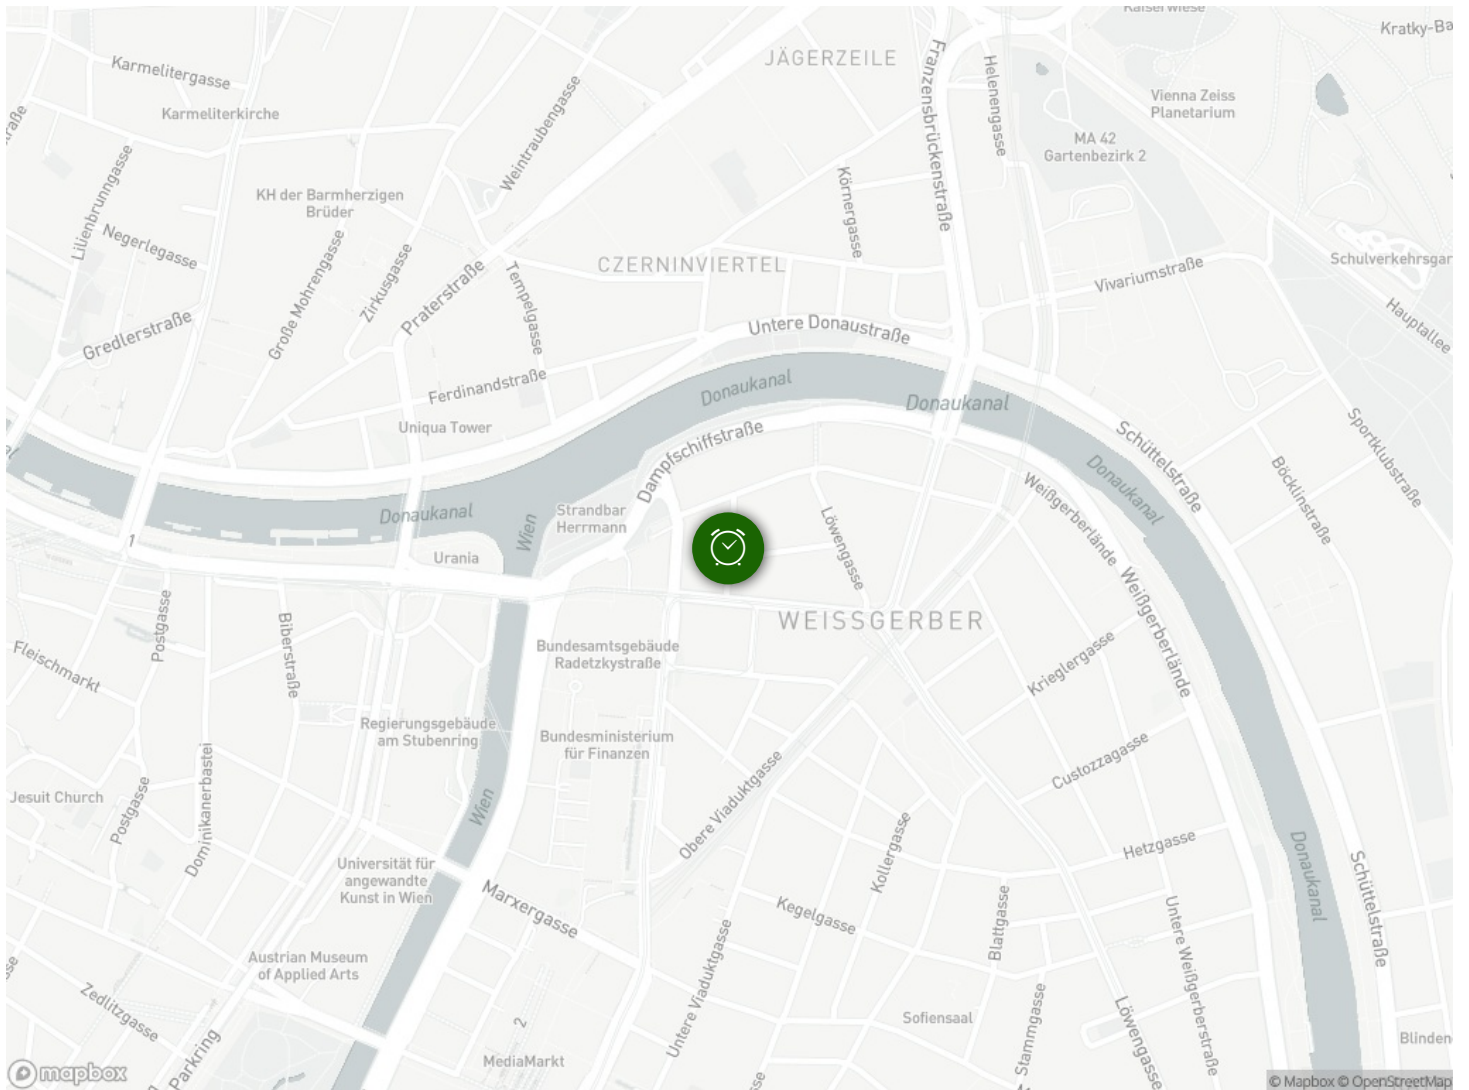 Kaiserwiese
Kratky-Ba
JÄGERZEILE
Karmelitergasse
Franzensbrückenstraße
Helenengasse
Vienna Zeiss
Planetarium
Karmeliterkirche
Weintraubengasse
MA 42
Gartenbezirk 2
Lilienbrunngasse
KH der Barmherzigen
Brüder
Körnergasse
Negerlegasse
Große Mohrengasse
Zirkusgasse
Praterstraße
Tempelgasse
CZERNINVIERTEL
Vivariumstraße
Schulverkehrsgar
Hauptallee
Gredlerstraße
Untere Donaustraße
Ferdinandstraße
Donaukanal
Donaukanal
Uniqua Tower
Dampfschiffstraße
Schüttelstraße
Sportklubstraße
Böcklinstraße
Donaukanal
Weißgerberlände
Donaukanal
Wien
Strandbar
Herrmann
Löwengasse
1
Urania
Weißgerberlände
Postgasse
Biberstraße
WEISSGERBER
Fleischmarkt
Bundesamtsgebäude
Radetzkystraße
Krieglergasse
Regierungsgebäude
am Stubenring
Bundesministerium
für Finanzen
Custozzagasse
Jesuit Church
Postgasse
Dominikanerbastei
Wien
Obere Viaduktgasse
Kollergasse
Hetzgasse
Donaukanal
Schüttelstraße
Universität für
angewandte
Kunst in Wien
Marxergasse
Kegelgasse
Blattgasse
Untere Weißgerberstraße
Austrian Museum
of Applied Arts
Untere Viaduktgasse
Zedlitzgasse
Parkring
2
Sofiensaal
Stammgasse
Löwengasse
MediaMarkt
Blinden
mapbox
© Mapbox © OpenStreetMap